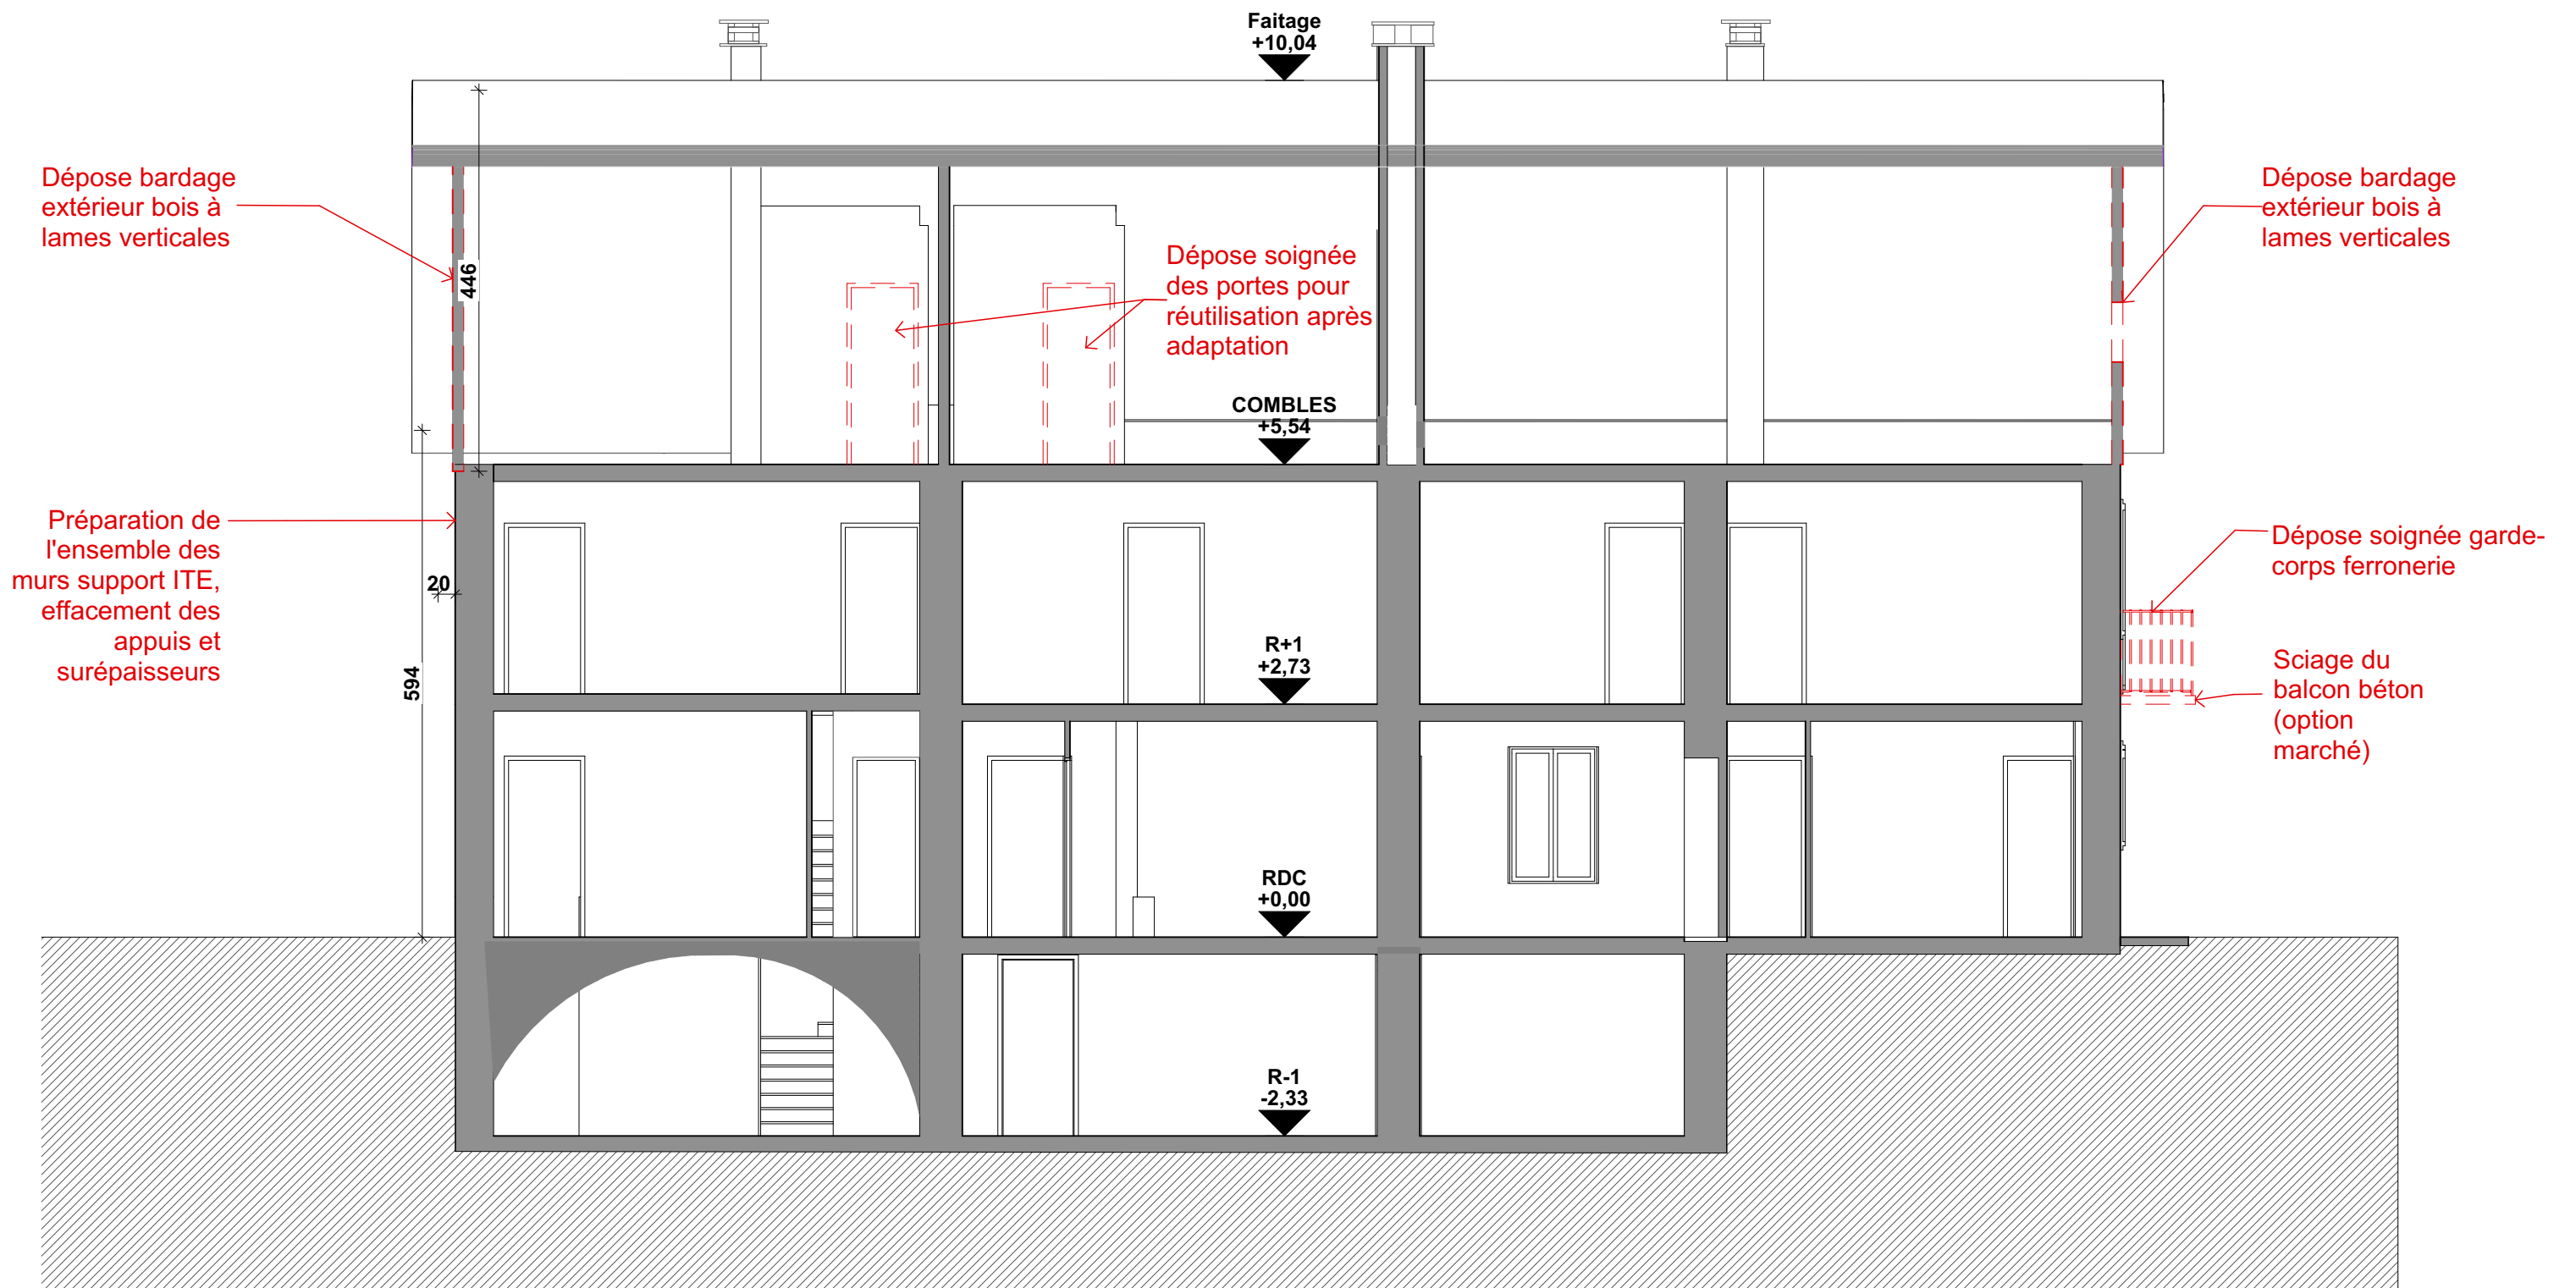 Faitage
+10,04
Dépose bardage
extérieur bois à
lames verticales
Dépose bardage
extérieur bois à
lames verticales
446
Dépose soignée
des portes pour
réutilisation après
adaptation
COMBLES
+5,54
Préparation de
l'ensemble des
murs support ITE,
effacement des
appuis et
surépaisseurs
20
594
Dépose soignée garde-
corps ferronerie
R+1
+2,73
Sciage du
balcon béton
(option
marché)
RDC
+0,00
R-1
-2,33